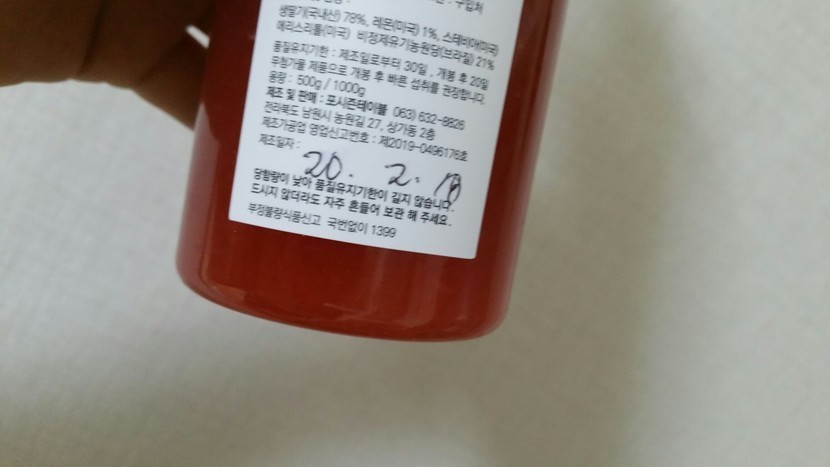 : 구입처
생딸기(국내산) 78%, 레몬(미국) 1%, 스테비아(미국)
에리스리톨(미국) 비정제유기농원당(브라질) 21%
품질유지기한 : 제조일로부터 30일, 개봉 후 20일
무첨가물 제품으로 개봉 후 빠른 섭취를 권장합니다.
용량 : 500g / 1000g
제조 및 판매 : 포시즌테이블 063) 632-8826
전라북도 남원시 농원길 27, 상가동 2층
제조가공업 영업신고번호 : 제2019-0496176호
제조일자 :
20. 2.
당함량이 낮아 품질유지기한이 길지 않습니다.
드시지 않더라도 자주 흔들어 보관 해 주세요.
부정불량식품신고 국번없이 1399